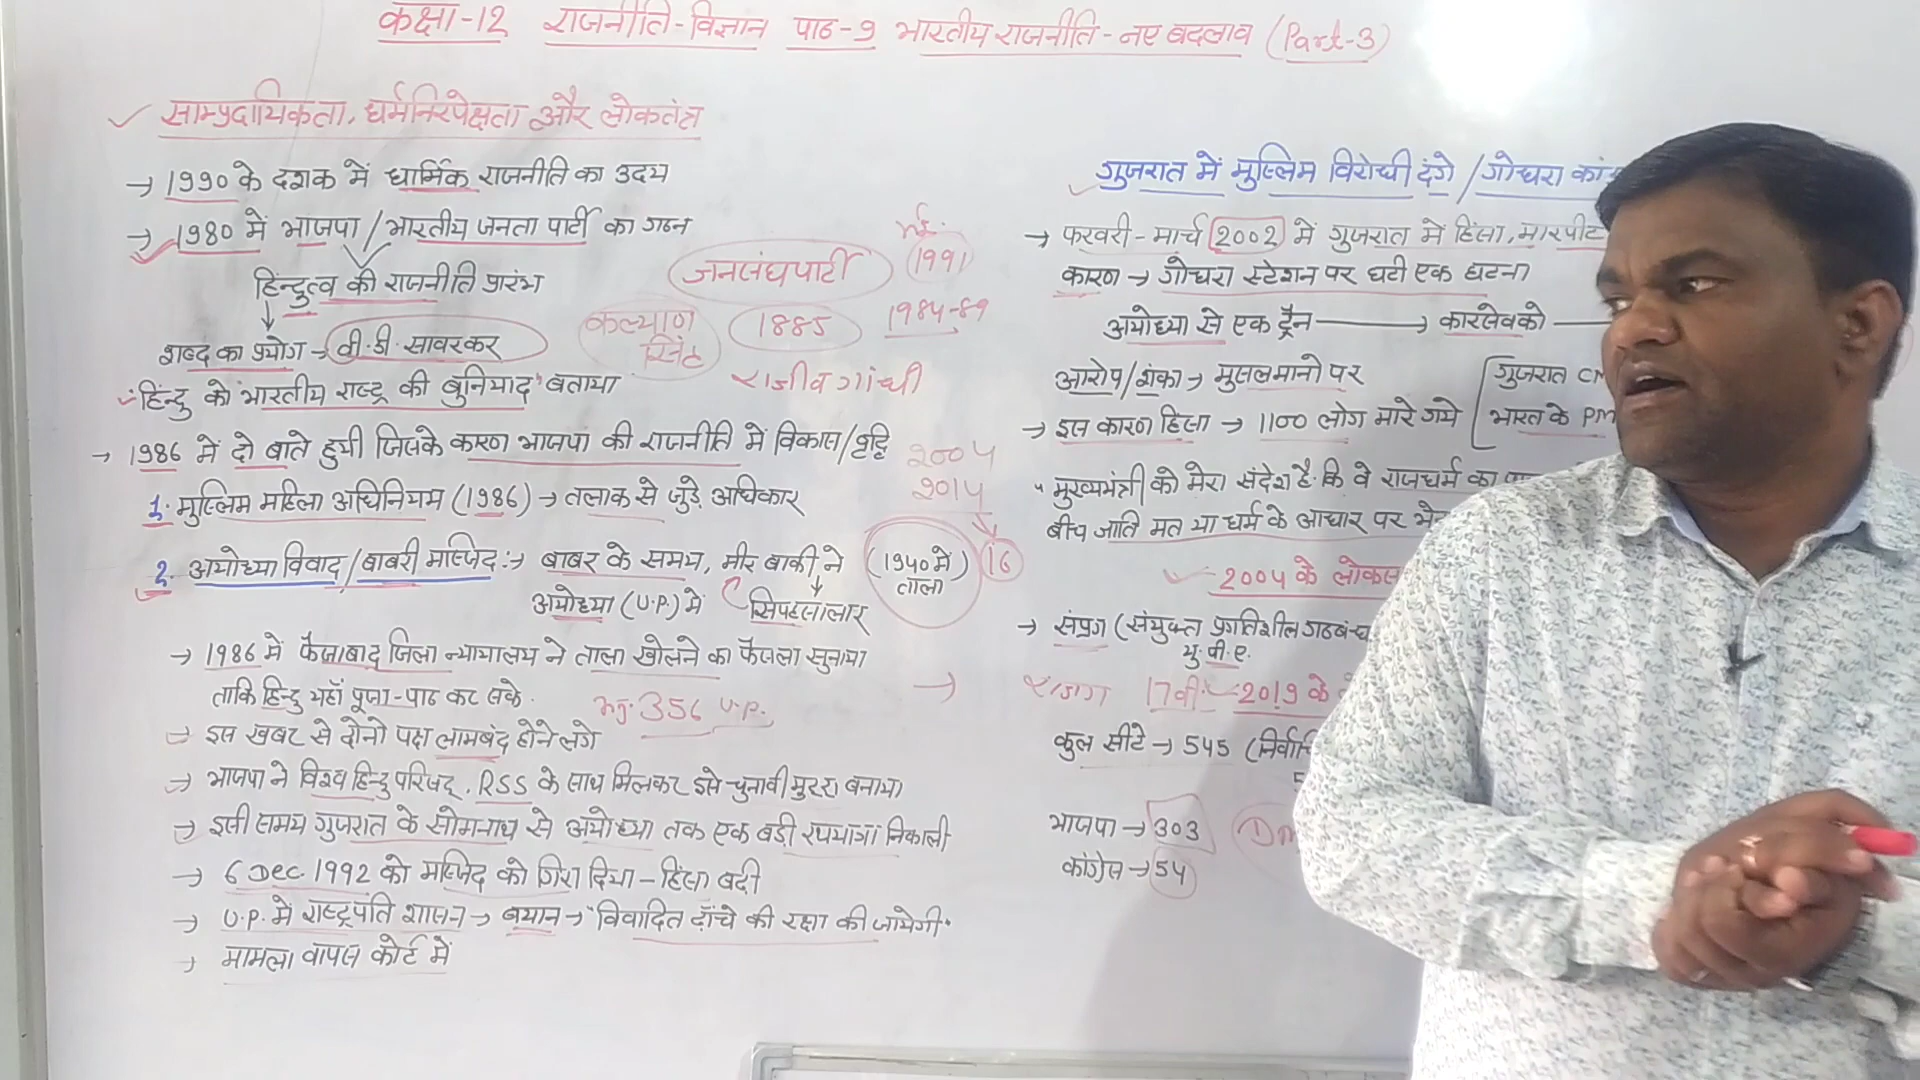 कक्षा-12 राजनीति-विज्ञान पाठ-9 भारतीय राजनीति - नए बदलाव (Part-3)
साम्प्रदायिकता, धर्मनिरपेक्षता और लोकतंत्र
→ 1990 के दशक में धार्मिक राजनीति का उदय
→ 1980 में भाजपा / भारतीय जनता पार्टी का गठन
हिन्दुत्व की राजनीति प्रारंभ
जनसंघपार्टी
1991
शब्द का प्रयोग → वी.डी. सावरकर
कल्याण सिंह
1885
1984-89
राजीव गांधी
"हिन्दु को भारतीय राष्ट्र की बुनियाद" बताया
→ 1986 में दो बाते हुयी जिसके कारण भाजपा की राजनीति में विकास/वृद्दि
2004
2014
16
1. मुस्लिम महिला अधिनियम (1986) → तलाक से जुड़े अधिकार
2. अयोध्या विवाद/बाबरी मस्जिद :→ बाबर के समय, मीर बाकी ने
(1940 में) ताला
अयोध्या (U.P.) में
सिपहसालार
→ 1986 में फैजाबाद जिला न्यायालय ने ताला खोलने का फैसला सुनाया
ताकि हिन्दु यहाँ पूजा-पाठ कर सके.
356 U.P.
→ इस खबर से दोनो पक्ष लामबंद होने लगे
→ भाजपा ने विश्व हिन्दु परिषद्, RSS के साथ मिलकर इसे चुनावी मुद्दा बनाया
→ इसी समय गुजरात के सोमनाथ से अयोध्या तक एक बड़ी रथयात्रा निकाली
→ 6 Dec. 1992 को मस्जिद को गिरा दिया - हिंसा बढी
→ U.P. में राष्ट्रपति शासन → बयान → "विवादित ढाँचे की रक्षा की जायेगी"
→ मामला वापस कोर्ट में
गुजरात में मुस्लिम विरोधी दंगे / गोधरा
→ फरवरी - मार्च 2002 में गुजरात में हिंसा, मारपीट
कारण → गोधरा स्टेशन पर घटी एक घटना
अयोध्या से एक ट्रैन → कारसेवको
आरोप/शंका → मुसलमानो पर
गुजरात CM
भारत के PM
→ इस कारण हिंसा → 1100 लोग मारे गये
"मुख्यमंत्री को मेरा संदेश है कि वे राजधर्म का
बीच जाति मत या धर्म के आधार पर
2004 के
→ संप्रग (संयुक्त प्रगतिशील
यु.पी.ए.
→ राजग 17वी 2019 के
कुल सीटे → 545
भाजपा → 303
कांग्रेस → 54